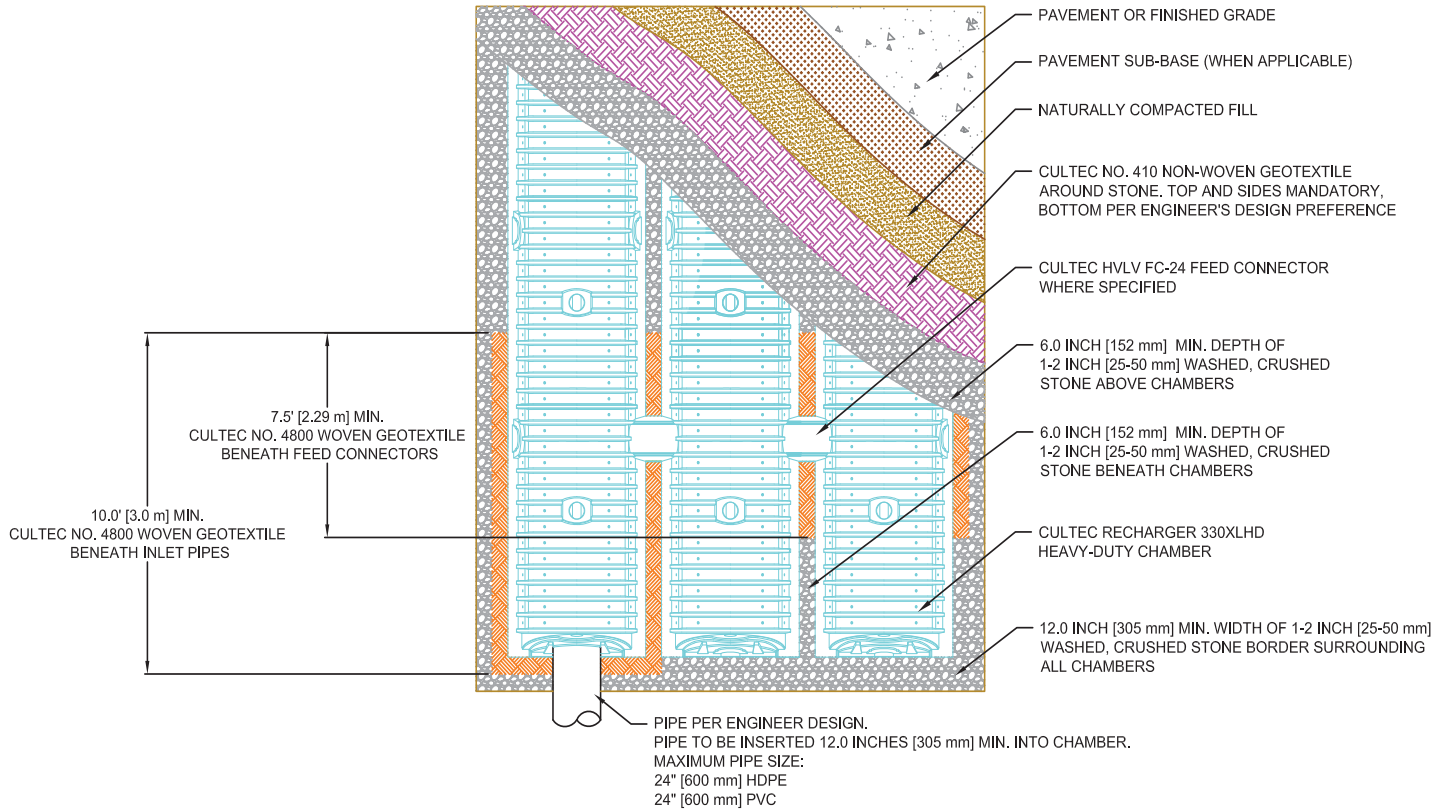 PAVEMENT OR FINISHED GRADE
PAVEMENT SUB-BASE (WHEN APPLICABLE)
NATURALLY COMPACTED FILL
CULTEC NO. 410 NON-WOVEN GEOTEXTILE
AROUND STONE. TOP AND SIDES MANDATORY,
BOTTOM PER ENGINEER'S DESIGN PREFERENCE
CULTEC HVLV FC-24 FEED CONNECTOR
WHERE SPECIFIED
6.0 INCH [152 mm] MIN. DEPTH OF
1-2 INCH [25-50 mm] WASHED, CRUSHED
STONE ABOVE CHAMBERS
6.0 INCH [152 mm] MIN. DEPTH OF
1-2 INCH [25-50 mm] WASHED, CRUSHED
STONE BENEATH CHAMBERS
CULTEC RECHARGER 330XLHD
HEAVY-DUTY CHAMBER
12.0 INCH [305 mm] MIN. WIDTH OF 1-2 INCH [25-50 mm]
WASHED, CRUSHED STONE BORDER SURROUNDING
ALL CHAMBERS
7.5' [2.29 m] MIN.
CULTEC NO. 4800 WOVEN GEOTEXTILE
BENEATH FEED CONNECTORS
10.0' [3.0 m] MIN.
CULTEC NO. 4800 WOVEN GEOTEXTILE
BENEATH INLET PIPES
PIPE PER ENGINEER DESIGN.
PIPE TO BE INSERTED 12.0 INCHES [305 mm] MIN. INTO CHAMBER.
MAXIMUM PIPE SIZE:
24" [600 mm] HDPE
24" [600 mm] PVC